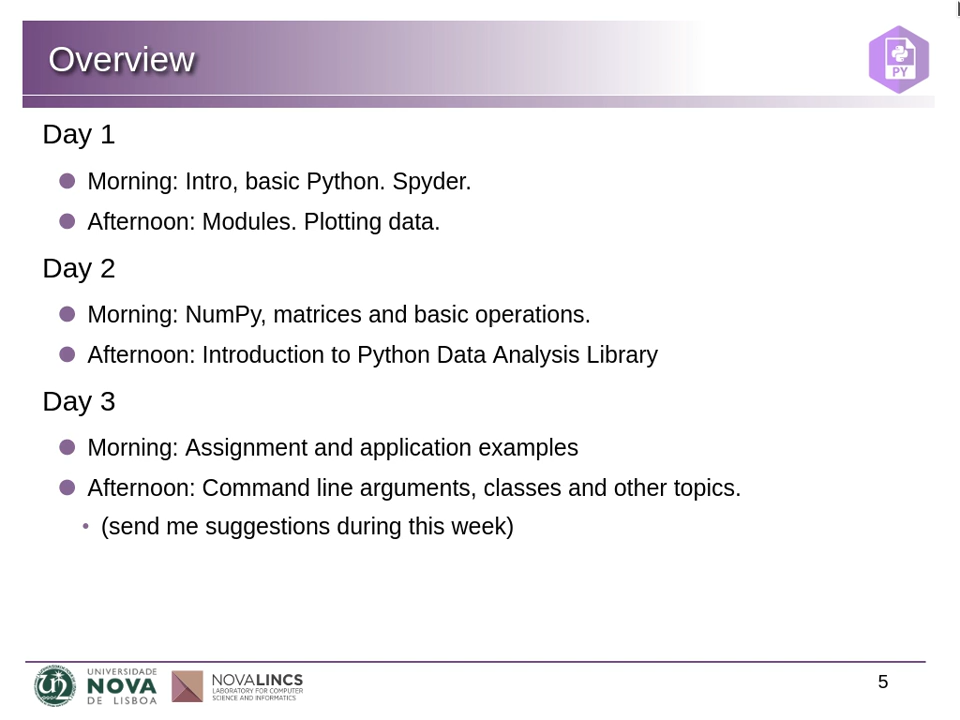 Overview
PY
Day 1
Morning: Intro, basic Python. Spyder.
Afternoon: Modules. Plotting data.
Day 2
Morning: NumPy, matrices and basic operations.
Afternoon: Introduction to Python Data Analysis Library
Day 3
Morning: Assignment and application examples
Afternoon: Command line arguments, classes and other topics.
(send me suggestions during this week)
UNIVERSIDADE
NOVA
DE LISBOA
NOVALINCS
LABORATORY FOR COMPUTER
SCIENCE AND INFORMATICS
5